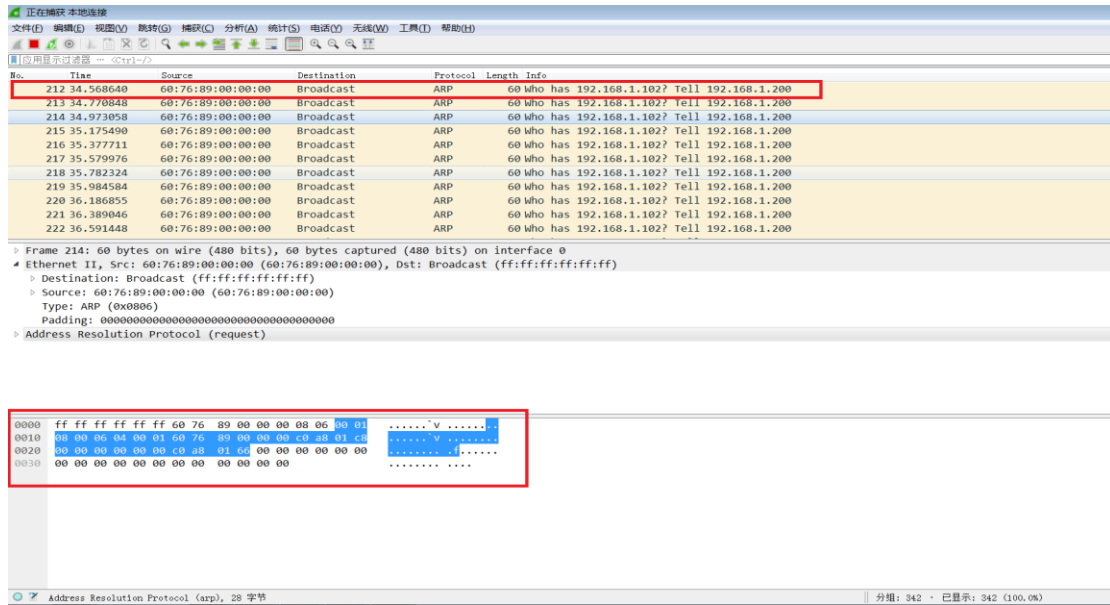 正在捕获 本地连接
文件(F) 编辑(E) 视图(V) 跳转(G) 捕获(C) 分析(A) 统计(S) 电话(Y) 无线(W) 工具(T) 帮助(H)
应用显示过滤器 … <Ctrl-/>
No. Time Source Destination Protocol Length Info
212 34.568640 60:76:89:00:00:00 Broadcast ARP 60 Who has 192.168.1.102? Tell 192.168.1.200
213 34.770848 60:76:89:00:00:00 Broadcast ARP 60 Who has 192.168.1.102? Tell 192.168.1.200
214 34.973058 60:76:89:00:00:00 Broadcast ARP 60 Who has 192.168.1.102? Tell 192.168.1.200
215 35.175490 60:76:89:00:00:00 Broadcast ARP 60 Who has 192.168.1.102? Tell 192.168.1.200
216 35.377711 60:76:89:00:00:00 Broadcast ARP 60 Who has 192.168.1.102? Tell 192.168.1.200
217 35.579976 60:76:89:00:00:00 Broadcast ARP 60 Who has 192.168.1.102? Tell 192.168.1.200
218 35.782324 60:76:89:00:00:00 Broadcast ARP 60 Who has 192.168.1.102? Tell 192.168.1.200
219 35.984584 60:76:89:00:00:00 Broadcast ARP 60 Who has 192.168.1.102? Tell 192.168.1.200
220 36.186855 60:76:89:00:00:00 Broadcast ARP 60 Who has 192.168.1.102? Tell 192.168.1.200
221 36.389046 60:76:89:00:00:00 Broadcast ARP 60 Who has 192.168.1.102? Tell 192.168.1.200
222 36.591448 60:76:89:00:00:00 Broadcast ARP 60 Who has 192.168.1.102? Tell 192.168.1.200
Frame 214: 60 bytes on wire (480 bits), 60 bytes captured (480 bits) on interface 0
Ethernet II, Src: 60:76:89:00:00:00 (60:76:89:00:00:00), Dst: Broadcast (ff:ff:ff:ff:ff:ff)
Destination: Broadcast (ff:ff:ff:ff:ff:ff)
Source: 60:76:89:00:00:00 (60:76:89:00:00:00)
Type: ARP (0x0806)
Padding: 000000000000000000000000000000000000
Address Resolution Protocol (request)
0000 ff ff ff ff ff ff 60 76 89 00 00 00 08 06 00 01 ......`v ........
0010 08 00 06 04 00 01 60 76 89 00 00 00 c0 a8 01 c8 ......`v ........
0020 00 00 00 00 00 00 c0 a8 01 66 00 00 00 00 00 00 ........ .f......
0030 00 00 00 00 00 00 00 00 00 00 00 00 ........ ....
Address Resolution Protocol (arp), 28 字节
分组: 342 · 已显示: 342 (100.0%)